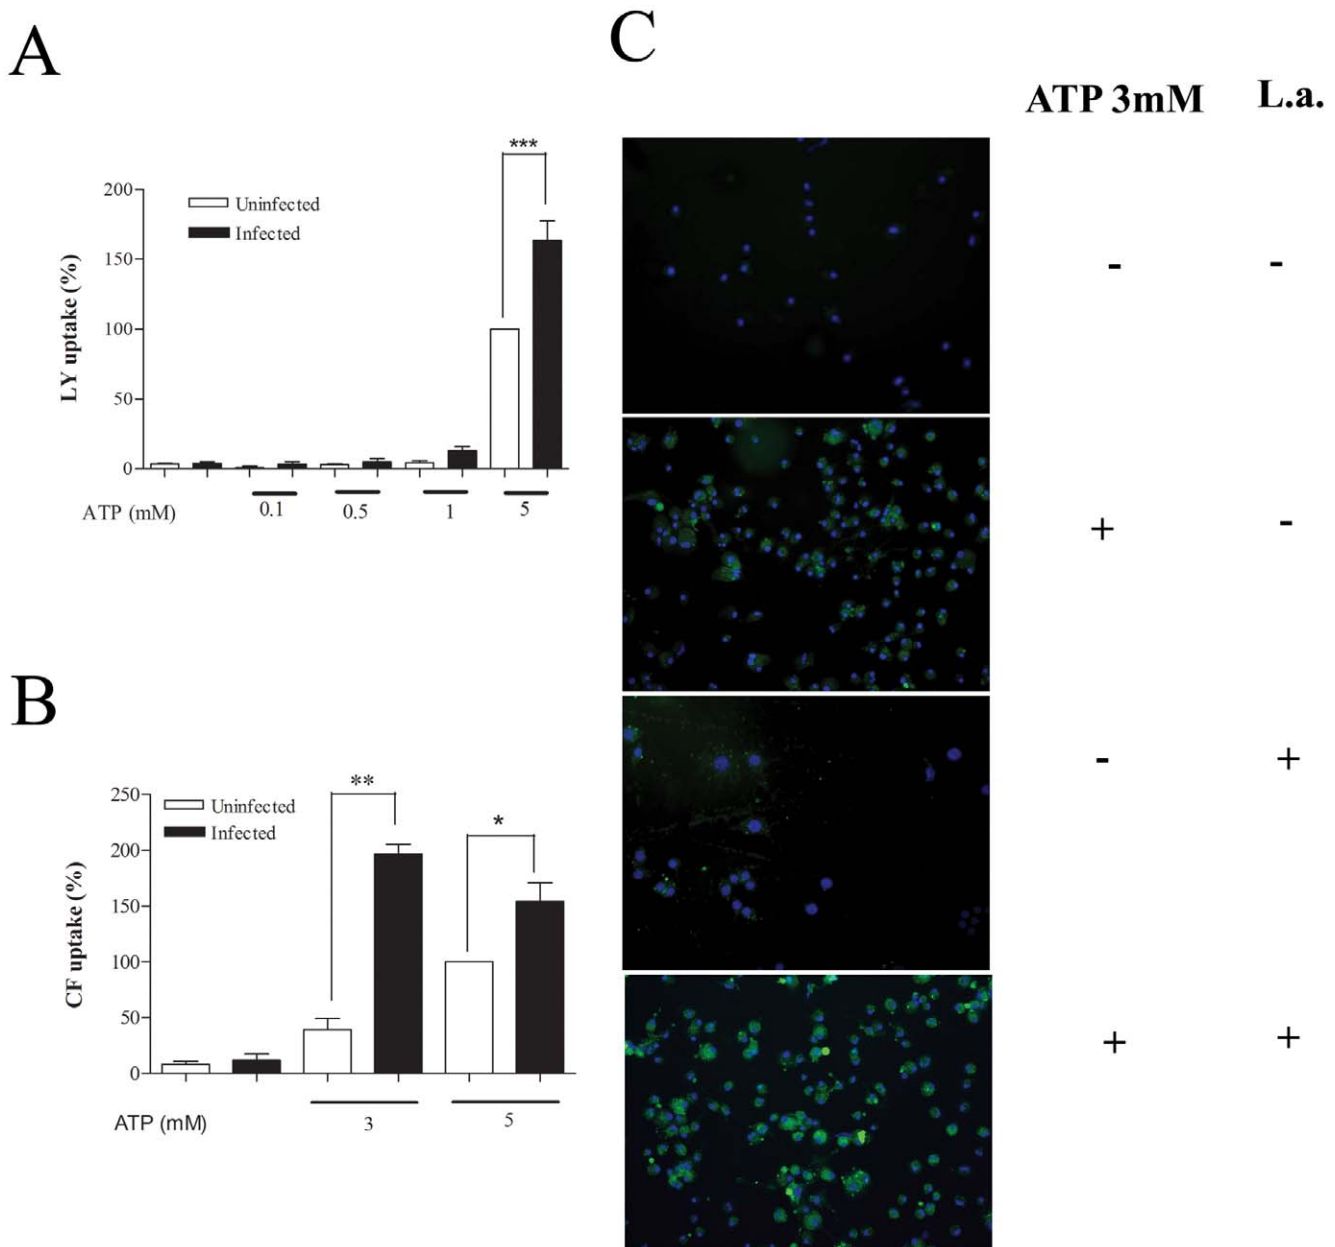 A
***
200
150
100
50
0
LY uptake (%)
Uninfected
Infected
ATP (mM)
0.1
0.5
1
5
B
**
*
250
200
150
100
50
0
CF uptake (%)
Uninfected
Infected
ATP (mM)
3
5
C
ATP 3mM L.a.
- -
+ -
- +
+ +